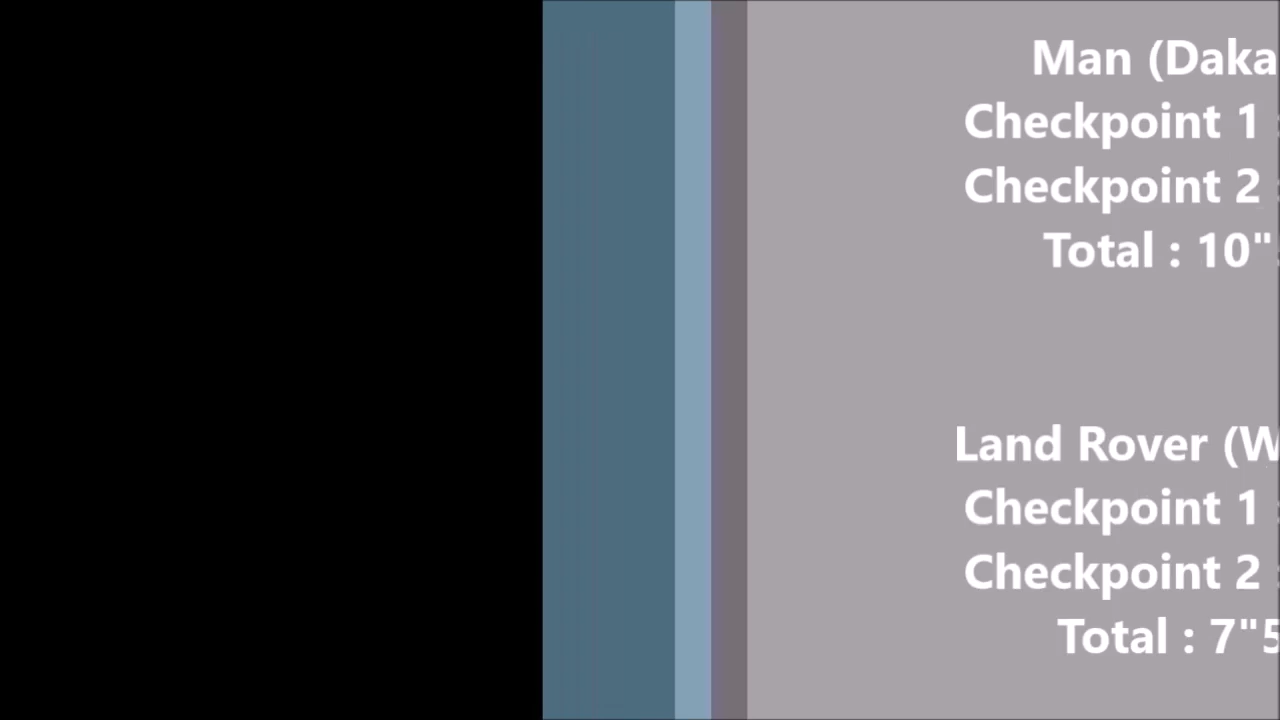 Man (Daka
Checkpoint 1 :
Checkpoint 2 :
Total : 10"
Land Rover (W
Checkpoint 1 :
Checkpoint 2 :
Total : 7"5